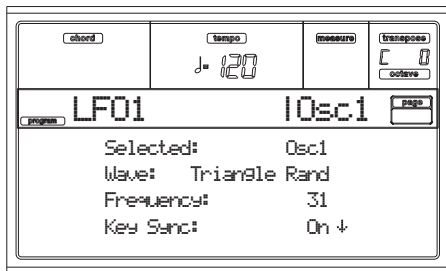 chord tempo measure transpose
♩= 120 C 0
octave
program LFO1 |Osc1 page
Selected: Osc1
Wave: Triangle Rand
Frequency: 31
Key Sync: On ↓